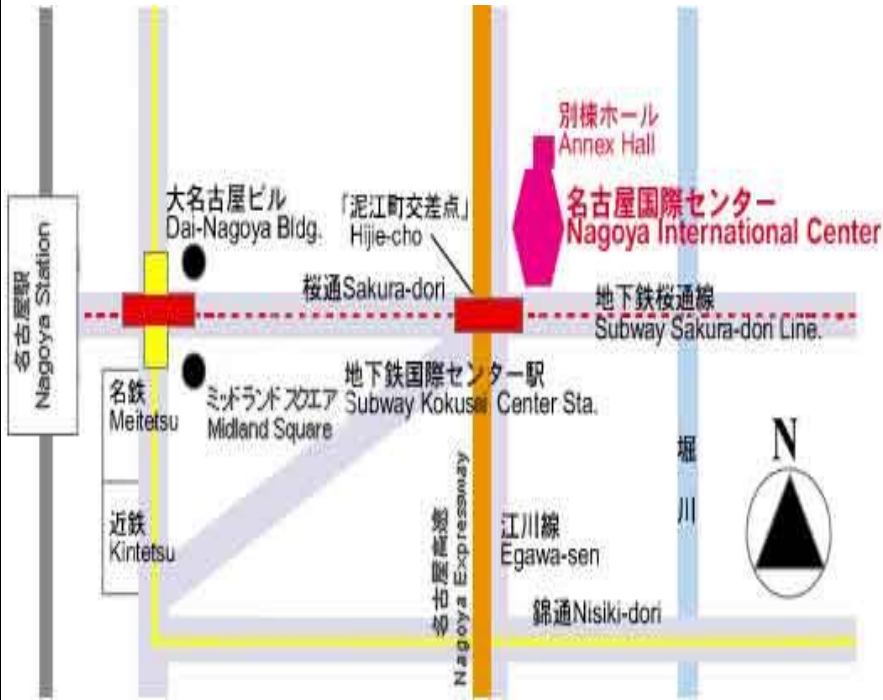 別棟ホール
Annex Hall
名古屋国際センター
Nagoya International Center
大名古屋ビル
Dai-Nagoya Bldg.
「泥江町交差点」
Hijie-cho
名古屋駅
Nagoya Station
桜通Sakura-dori
地下鉄桜通線
Subway Sakura-dori Line.
名鉄
Meitetsu
ミッドランド スクエア
Midland Square
地下鉄国際センター駅
Subway Kokusai Center Sta.
堀川
N
近鉄
Kintetsu
名古屋高速
Nagoya Expressway
江川線
Egawa-sen
錦通Nisiki-dori